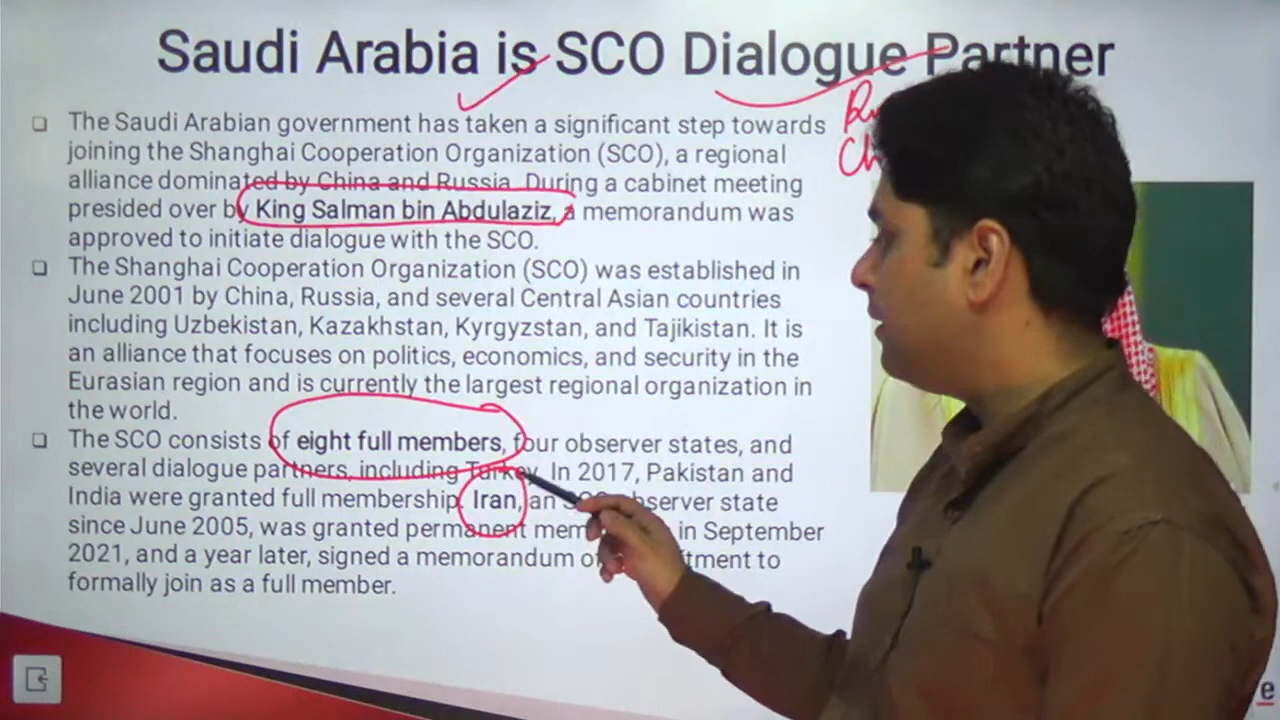 Saudi Arabia is SCO Dialogue Partner
The Saudi Arabian government has taken a significant step towards
joining the Shanghai Cooperation Organization (SCO), a regional
alliance dominated by China and Russia. During a cabinet meeting
presided over by King Salman bin Abdulaziz, a memorandum was
approved to initiate dialogue with the SCO.
The Shanghai Cooperation Organization (SCO) was established in
June 2001 by China, Russia, and several Central Asian countries
including Uzbekistan, Kazakhstan, Kyrgyzstan, and Tajikistan. It is
an alliance that focuses on politics, economics, and security in the
Eurasian region and is currently the largest regional organization in
the world.
The SCO consists of eight full members, four observer states, and
several dialogue partners, including Turkey. In 2017, Pakistan and
India were granted full membership. Iran, an SCO observer state
since June 2005, was granted permanent in September
2021, and a year later, signed a memorandum of
formally join as a full member.